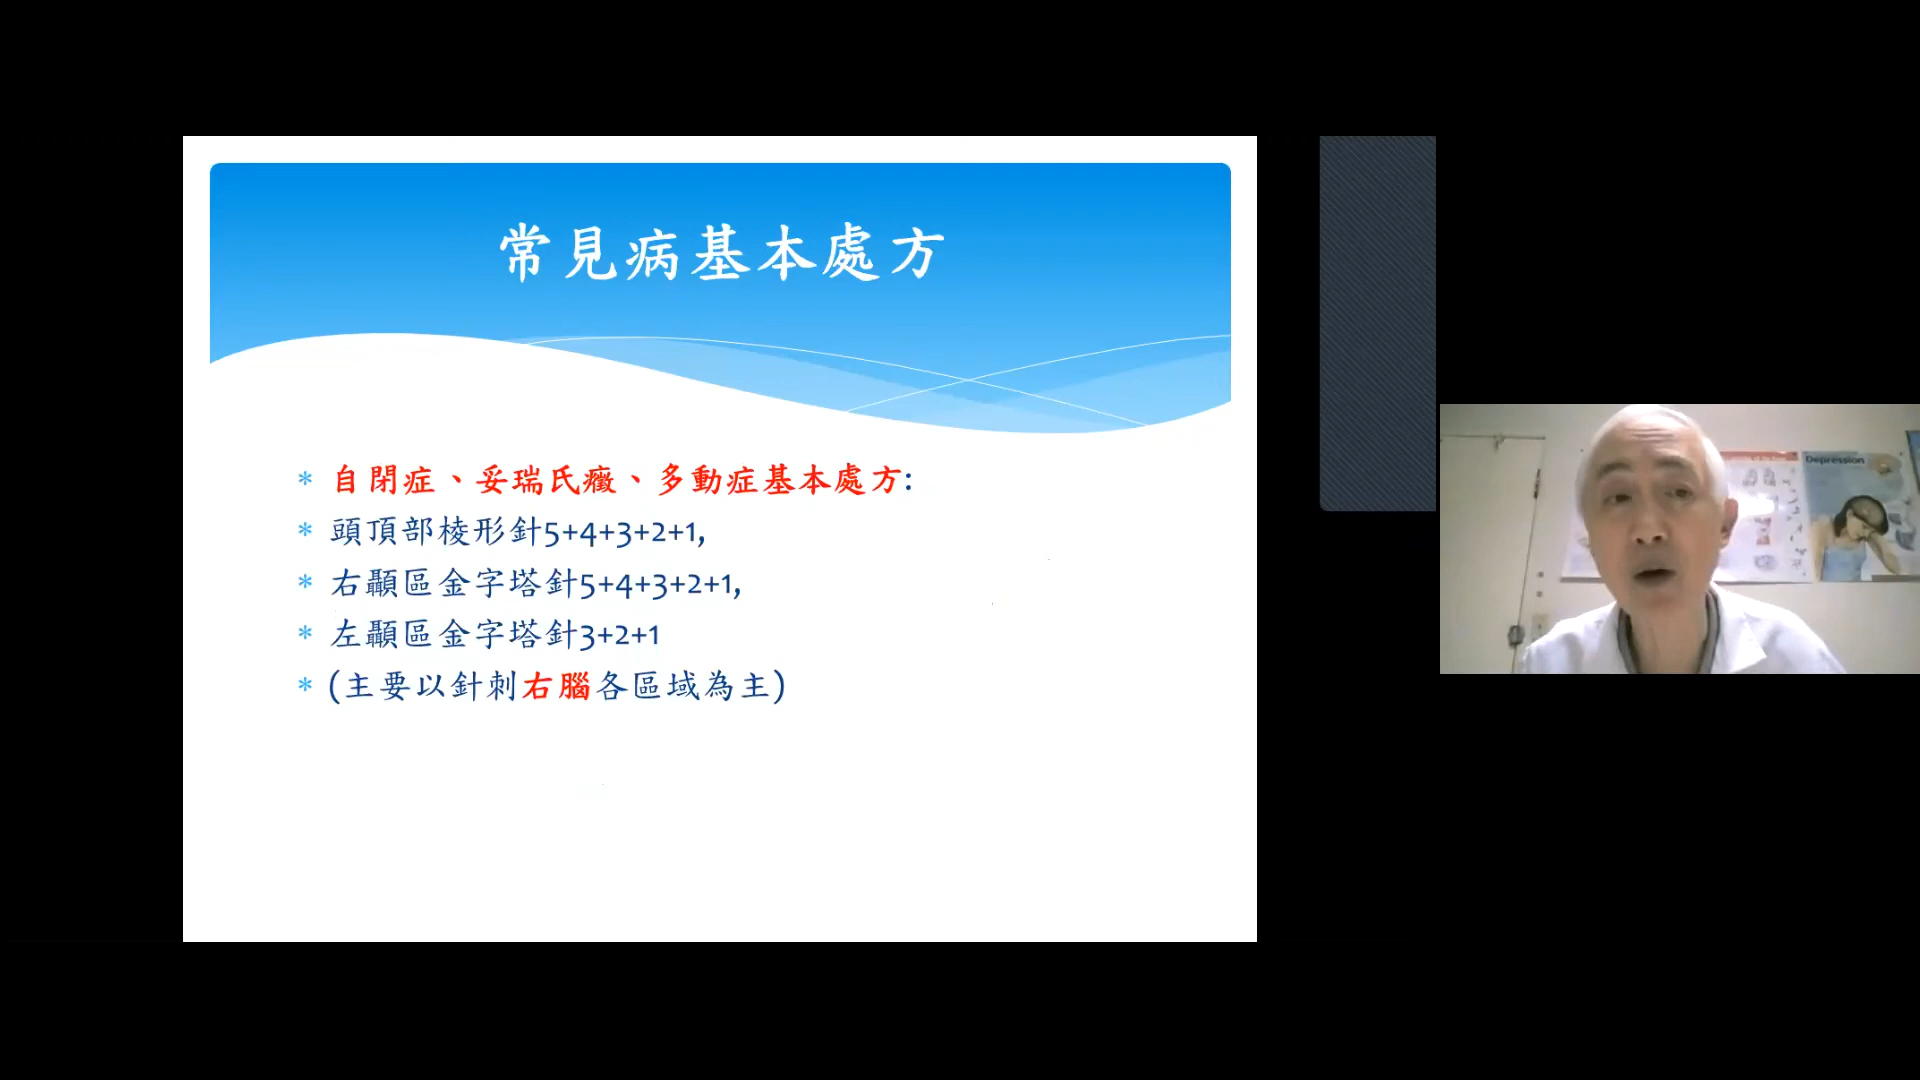 常見病基本處方
* 自閉症、妥瑞氏癥、多動症基本處方:
* 頭頂部棱形針5+4+3+2+1,
* 右顳區金字塔針5+4+3+2+1,
* 左顳區金字塔針3+2+1
* (主要以針刺右腦各區域為主)
Depression